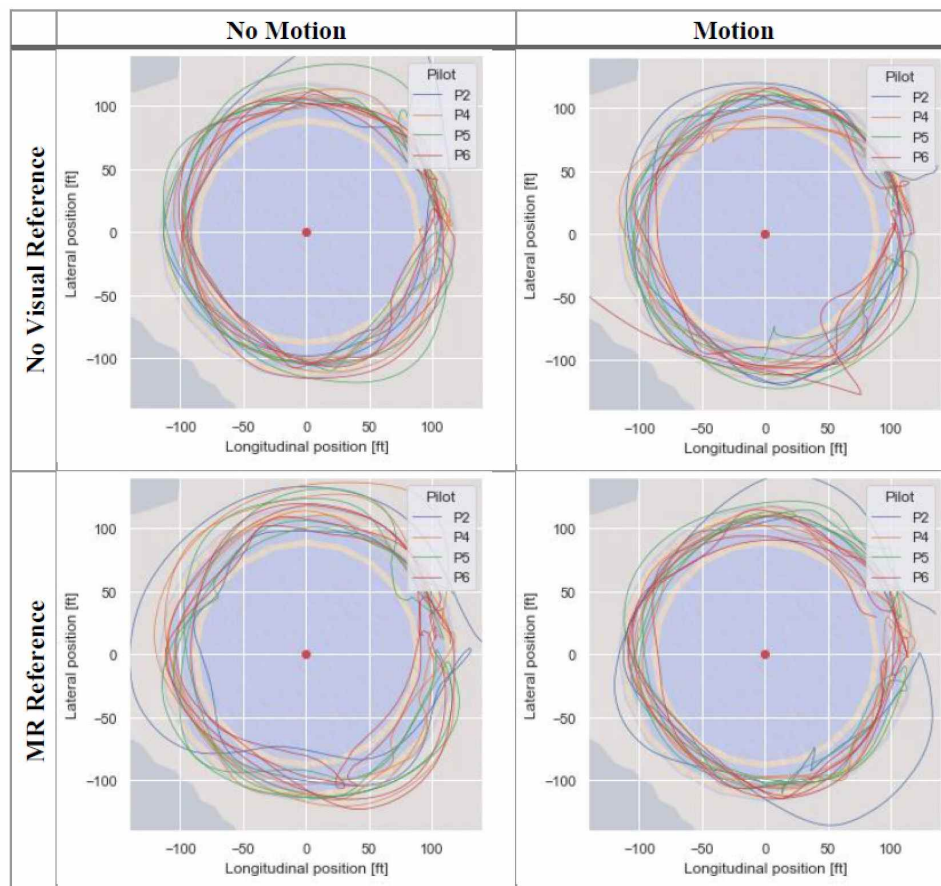 No Motion
Motion
No Visual Reference
Lateral position [ft]
100
50
0
−50
−100
−100
−50
0
50
100
Longitudinal position [ft]
Pilot
P2
P4
P5
P6
Lateral position [ft]
100
50
0
−50
−100
−100
−50
0
50
100
Longitudinal position [ft]
Pilot
P2
P4
P5
P6
MR Reference
Lateral position [ft]
100
50
0
−50
−100
−100
−50
0
50
100
Longitudinal position [ft]
Pilot
P2
P4
P5
P6
Lateral position [ft]
100
50
0
−50
−100
−100
−50
0
50
100
Longitudinal position [ft]
Pilot
P2
P4
P5
P6